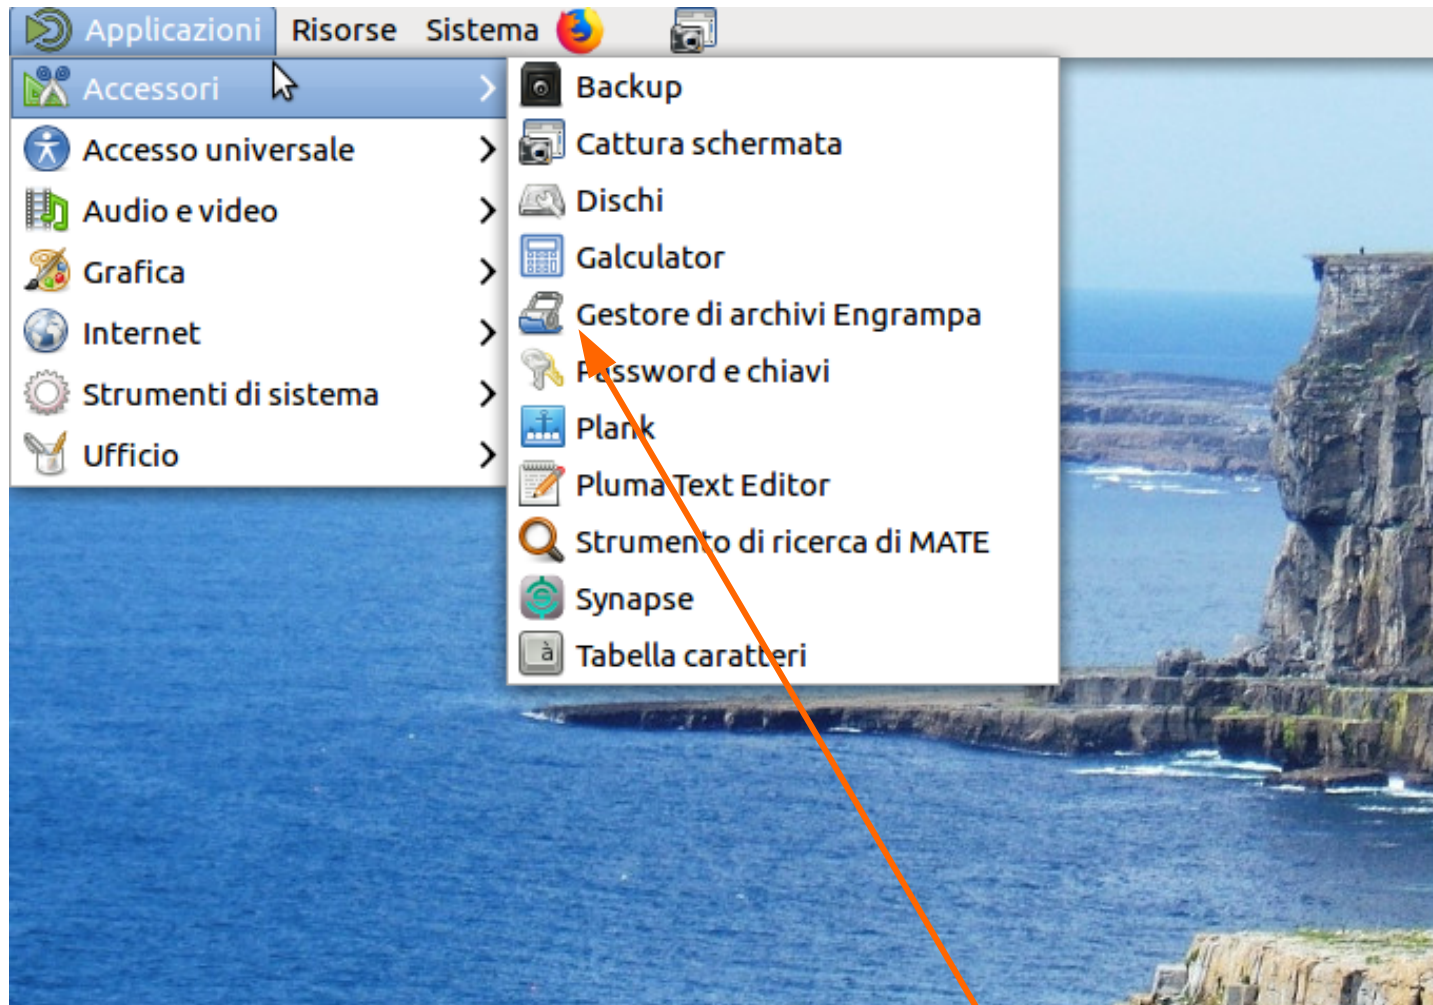 Applicazioni Risorse Sistema
Accessori
Accesso universale
Audio e video
Grafica
Internet
Strumenti di sistema
Ufficio
Backup
Cattura schermata
Dischi
Galculator
Gestore di archivi Engrampa
Password e chiavi
Plank
Pluma Text Editor
Strumento di ricerca di MATE
Synapse
à Tabella caratteri